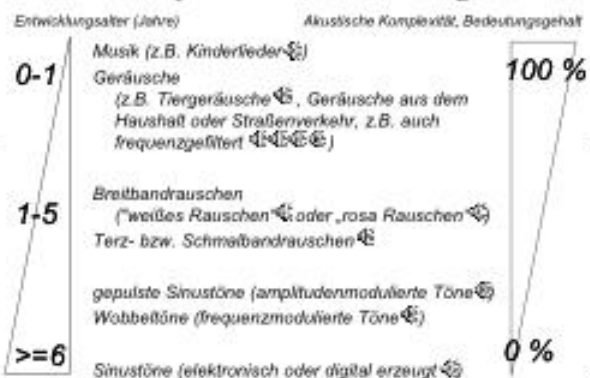 Entwicklungsalter (Jahre) Akustische Komplexität, Bedeutungsgehalt
Musik (z.B. Kinderlieder)
0-1 100 %
Geräusche
(z.B. Tiergeräusche, Geräusche aus dem
Haushalt oder Straßenverkehr, z.B. auch
frequenzgefiltert)
Breitbandrauschen
1-5 ("weißes Rauschen oder „rosa Rauschen)
Terz- bzw. Schmalbandrauschen
gepulste Sinustöne (amplitudenmodulierte Töne)
Wobbeltöne (frequenzmodulierte Töne)
>=6 0 %
Sinustöne (elektronisch oder digital erzeugt)